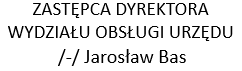 ZASTĘPCA DYREKTORA
WYDZIAŁU OBSŁUGI URZĘDU
/-/ Jarosław Bas